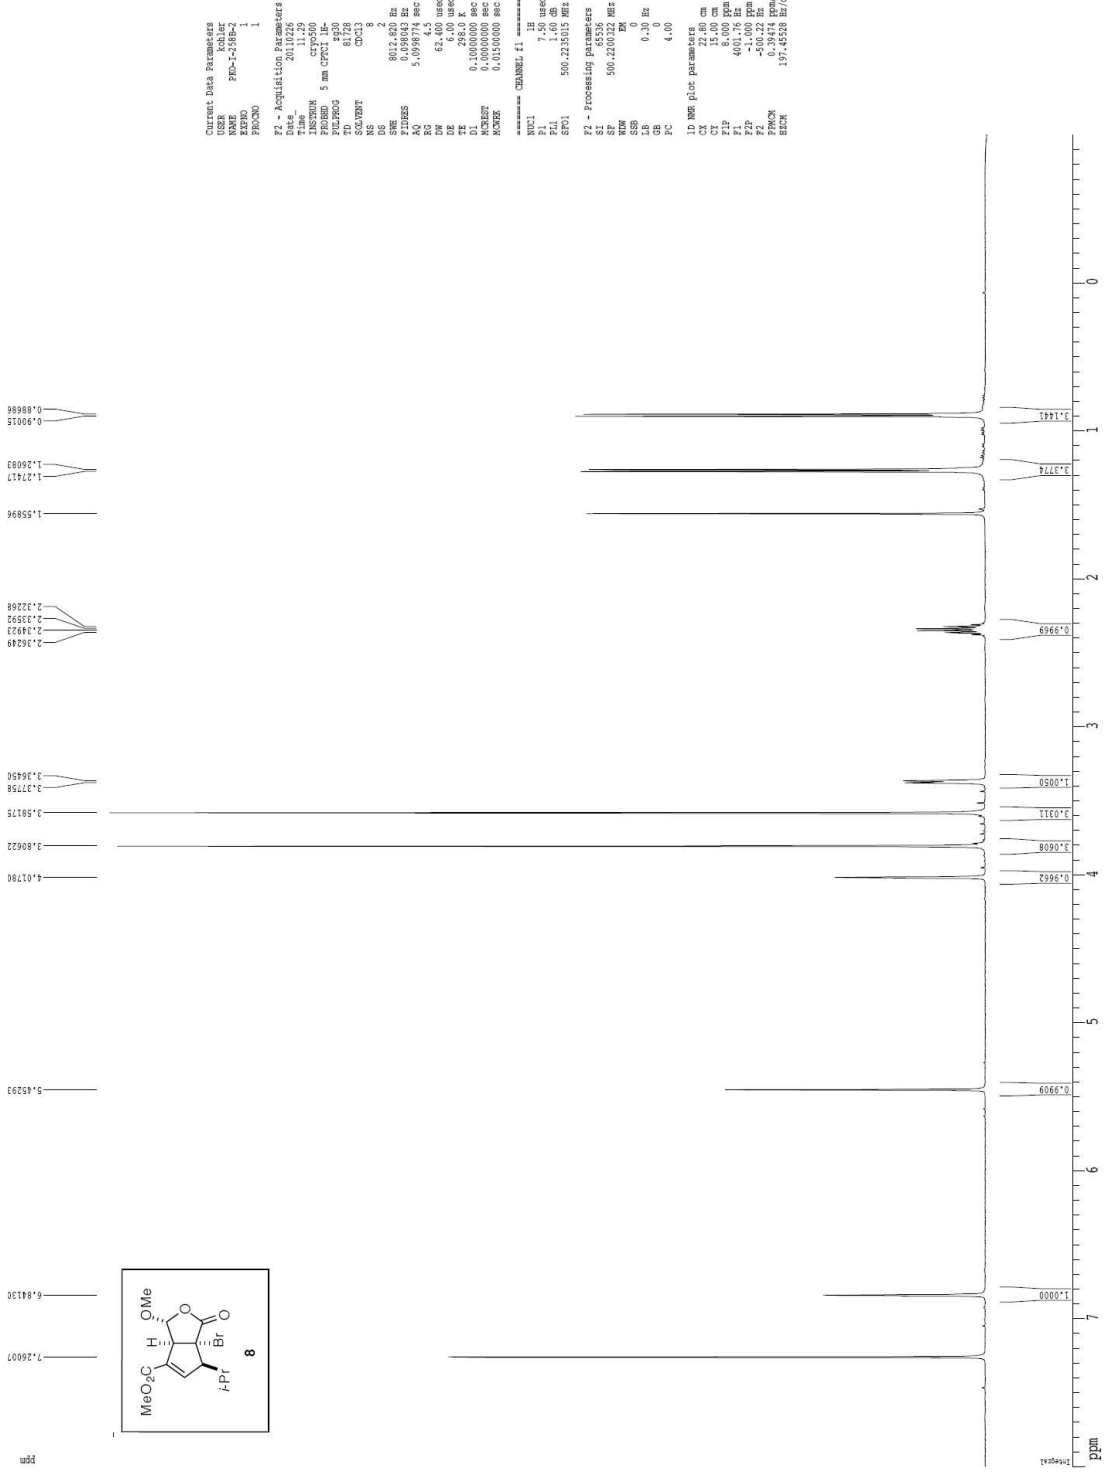 Current Data Parameters
USER kohler
NAME PKO-I-258B-2
EXPNO 1
PROCNO 1
F2 - Acquisition Parameters
Date_ 20110226
Time 11.29
INSTRUM cryo500
PROBHD 5 mm CPTCI 1H-
PULPROG zg30
TD 81728
SOLVENT CDCl3
NS 8
DS 2
SWH 8012.820 Hz
FIDRES 0.098043 Hz
AQ 5.0998774 sec
RG 4.5
DW 62.400 usec
DE 6.00 usec
TE 298.0 K
D1 0.10000000 sec
MCREST 0.00000000 sec
MCWRK 0.01500000 sec
======== CHANNEL f1 ========
NUC1 1H
P1 7.50 usec
PL1 1.60 dB
SFO1 500.2235015 MHz
F2 - Processing parameters
SI 65536
SF 500.2200322 MHz
WDW EM
SSB 0
LB 0.30 Hz
GB 0
PC 4.00
1D NMR plot parameters
CX 22.80 cm
CY 15.00 cm
F1P 8.000 ppm
F1 4001.76 Hz
F2P -1.000 ppm
F2 -500.22 Hz
PPMCM 0.39474 ppm/
HZCM 197.45528 Hz/c
ppm
7.26007
6.84130
5.45293
4.01780
3.80622
3.58175
3.37758
3.36450
2.36249
2.34923
2.33592
2.32268
1.55896
1.27417
1.26083
0.90015
0.88686
MeO2C
H
OMe
O
O
Br
i-Pr
8
Integral
1.0000
0.9909
0.9662
3.0608
3.0311
1.0050
0.9969
3.3774
3.1441
ppm
7
6
5
4
3
2
1
0